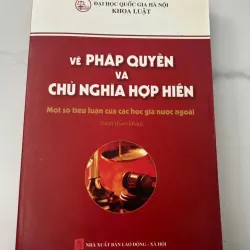 ĐẠI HỌC QUỐC GIA HÀ NỘI
KHOA LUẬT
VỀ PHÁP QUYỀN
VÀ
CHỦ NGHĨA HỢP HIẾN
Một số tiểu luận của các học giả nước ngoài
NHÀ XUẤT BẢN LAO ĐỘNG - XÃ HỘI